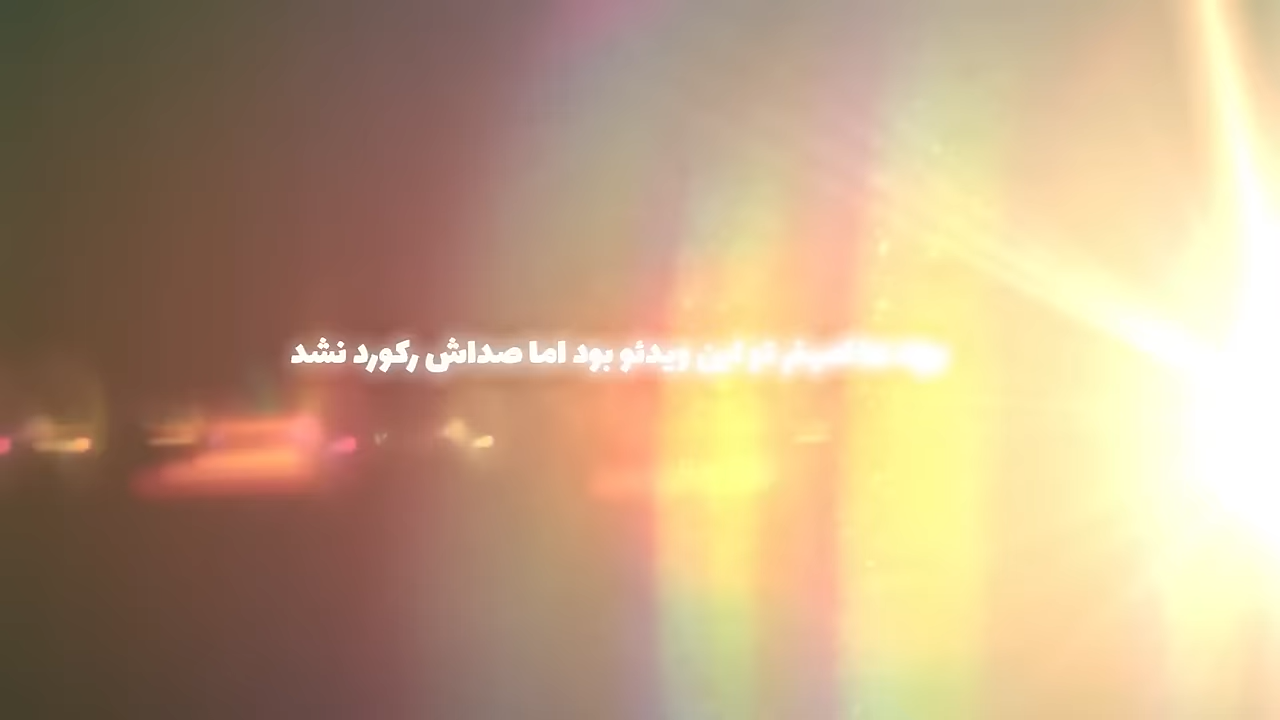 تو این ویدئو بود اما صداش رکورد نشد